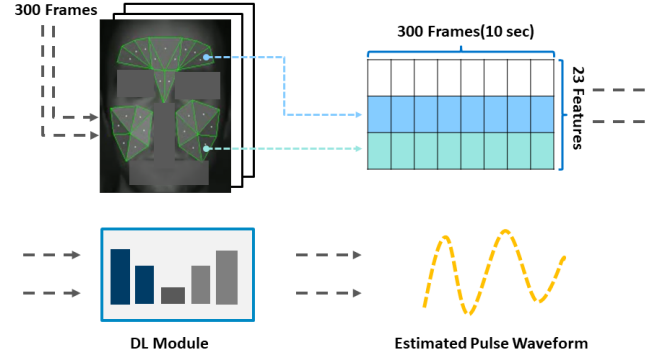 300 Frames
300 Frames(10 sec)
23 Features
DL Module
Estimated Pulse Waveform